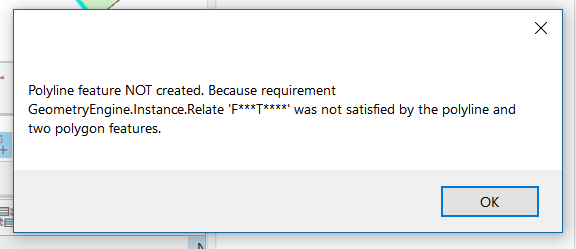 Polyline feature NOT created. Because requirement
GeometryEngine.Instance.Relate 'F***T****' was not satisfied by the polyline and
two polygon features.
OK